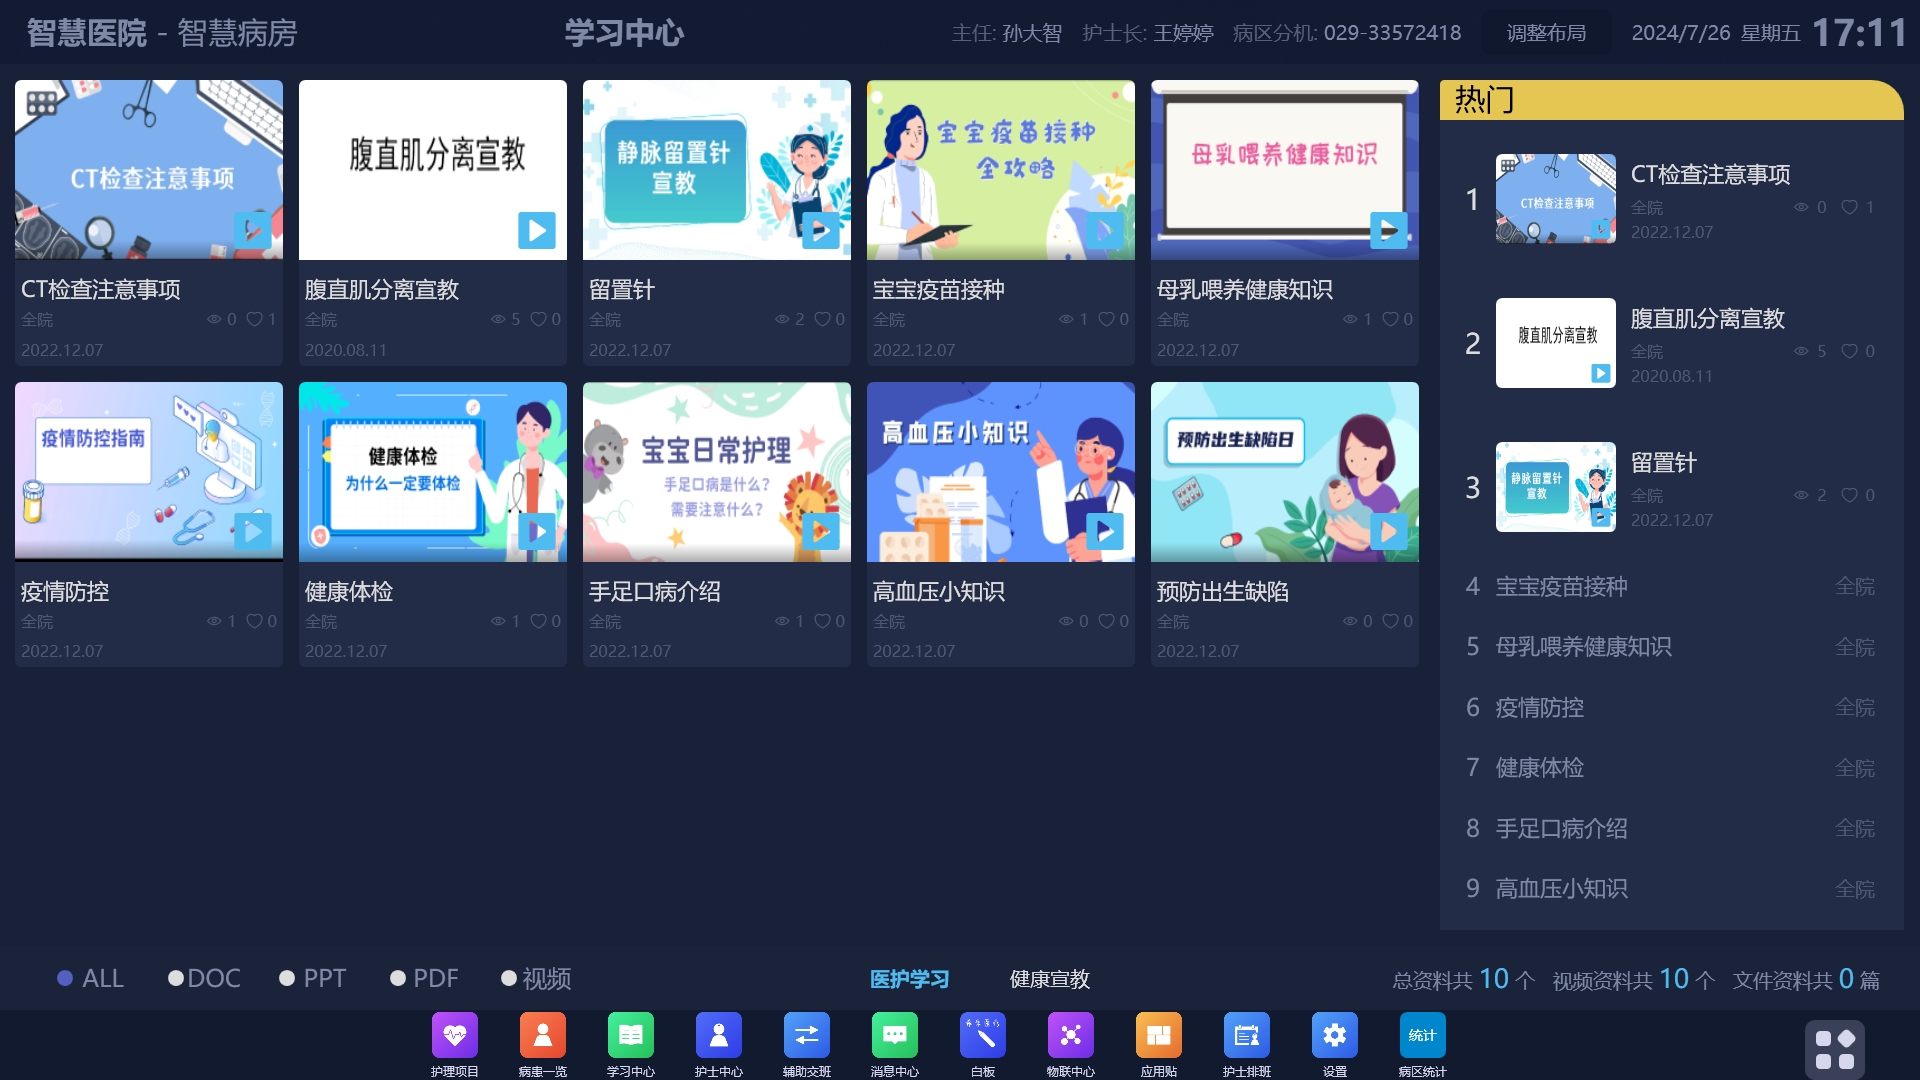 智慧医院 - 智慧病房
学习中心
主任: 孙大智 护士长: 王婷婷 病区分机: 029-33572418
调整布局
2024/7/26 星期五 17:11
CT检查注意事项
CT检查注意事项
全院 0 1
2022.12.07
腹直肌分离宣教
腹直肌分离宣教
全院 5 0
2020.08.11
静脉留置针
宣教
留置针
全院 2 0
2022.12.07
宝宝疫苗接种
全攻略
宝宝疫苗接种
全院 1 0
2022.12.07
母乳喂养健康知识
母乳喂养健康知识
全院 1 0
2022.12.07
疫情防控指南
疫情防控
全院 1 0
2022.12.07
健康体检
为什么一定要体检
健康体检
全院 1 0
2022.12.07
宝宝日常护理
手足口病是什么?
需要注意什么?
手足口病介绍
全院 1 0
2022.12.07
高血压小知识
高血压小知识
全院 0 0
2022.12.07
预防出生缺陷日
预防出生缺陷
全院 0 0
2022.12.07
热门
1
CT检查注意事项
CT检查注意事项
全院 0 1
2022.12.07
2
腹直肌分离宣教
腹直肌分离宣教
全院 5 0
2020.08.11
3
静脉留置针
宣教
留置针
全院 2 0
2022.12.07
4 宝宝疫苗接种 全院
5 母乳喂养健康知识 全院
6 疫情防控 全院
7 健康体检 全院
8 手足口病介绍 全院
9 高血压小知识 全院
ALL DOC PPT PDF 视频
医护学习 健康宣教
总资料共 10 个 视频资料共 10 个 文件资料共 0 篇
统计
护理项目 病患一览 学习中心 护士中心 辅助交班 消息中心 白板 物联中心 应用贴 护士排班 设置 病区统计